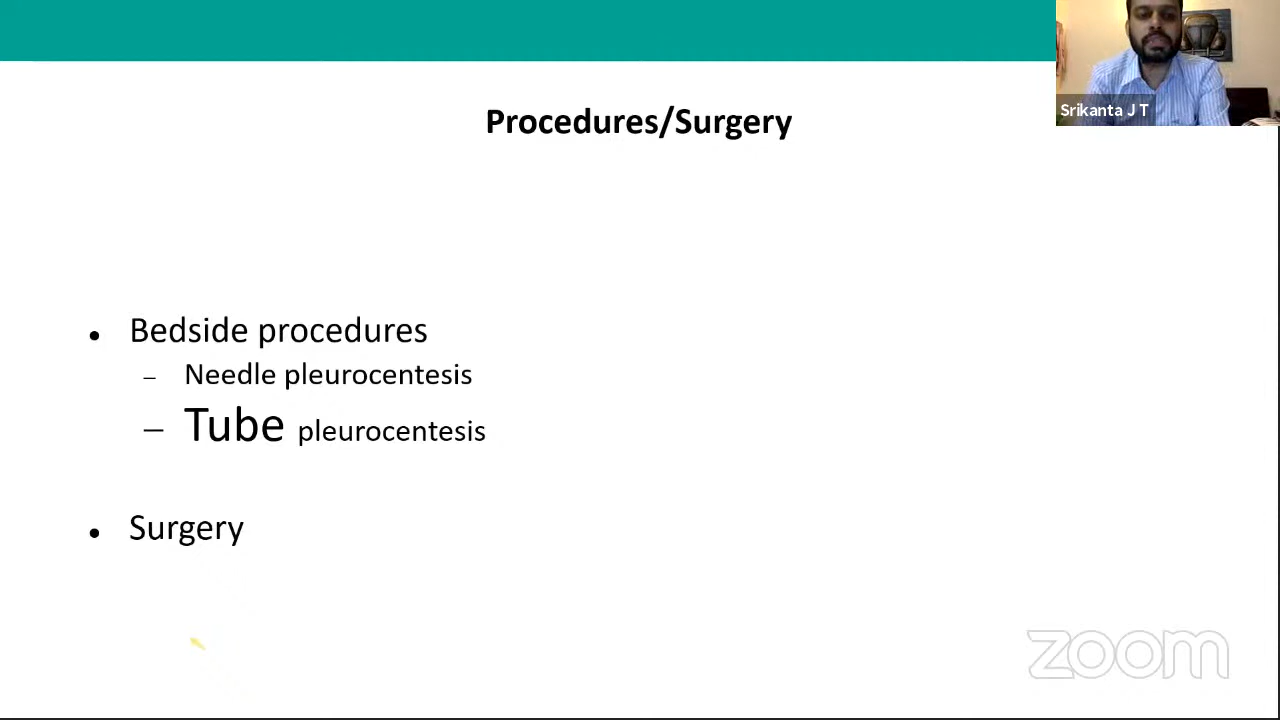 Srikanta J T
Procedures/Surgery
• Bedside procedures
– Needle pleurocentesis
– Tube pleurocentesis
• Surgery
zoom